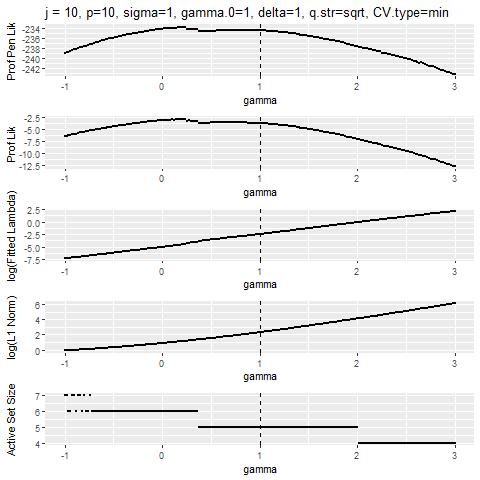 j = 10, p=10, sigma=1, gamma.0=1, delta=1, q.str=sqrt, CV.type=min
Prof Pen Lik
-234
-236
-238
-240
-242
-1 0 1 2 3
gamma
Prof Lik
-2.5
-5.0
-7.5
-10.0
-12.5
-1 0 1 2 3
gamma
log(Fitted.Lambda)
2.5
0.0
-2.5
-5.0
-7.5
-1 0 1 2 3
gamma
log(L1 Norm)
6
4
2
0
-1 0 1 2 3
gamma
Active Set Size
7
6
5
4
-1 0 1 2 3
gamma